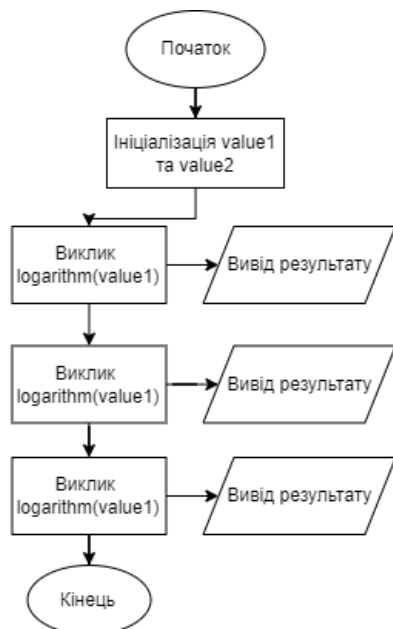 Початок
Ініціалізація value1
та value2
Виклик
logarithm(value1)
Вивід результату
Виклик
logarithm(value1)
Вивід результату
Виклик
logarithm(value1)
Вивід результату
Кінець